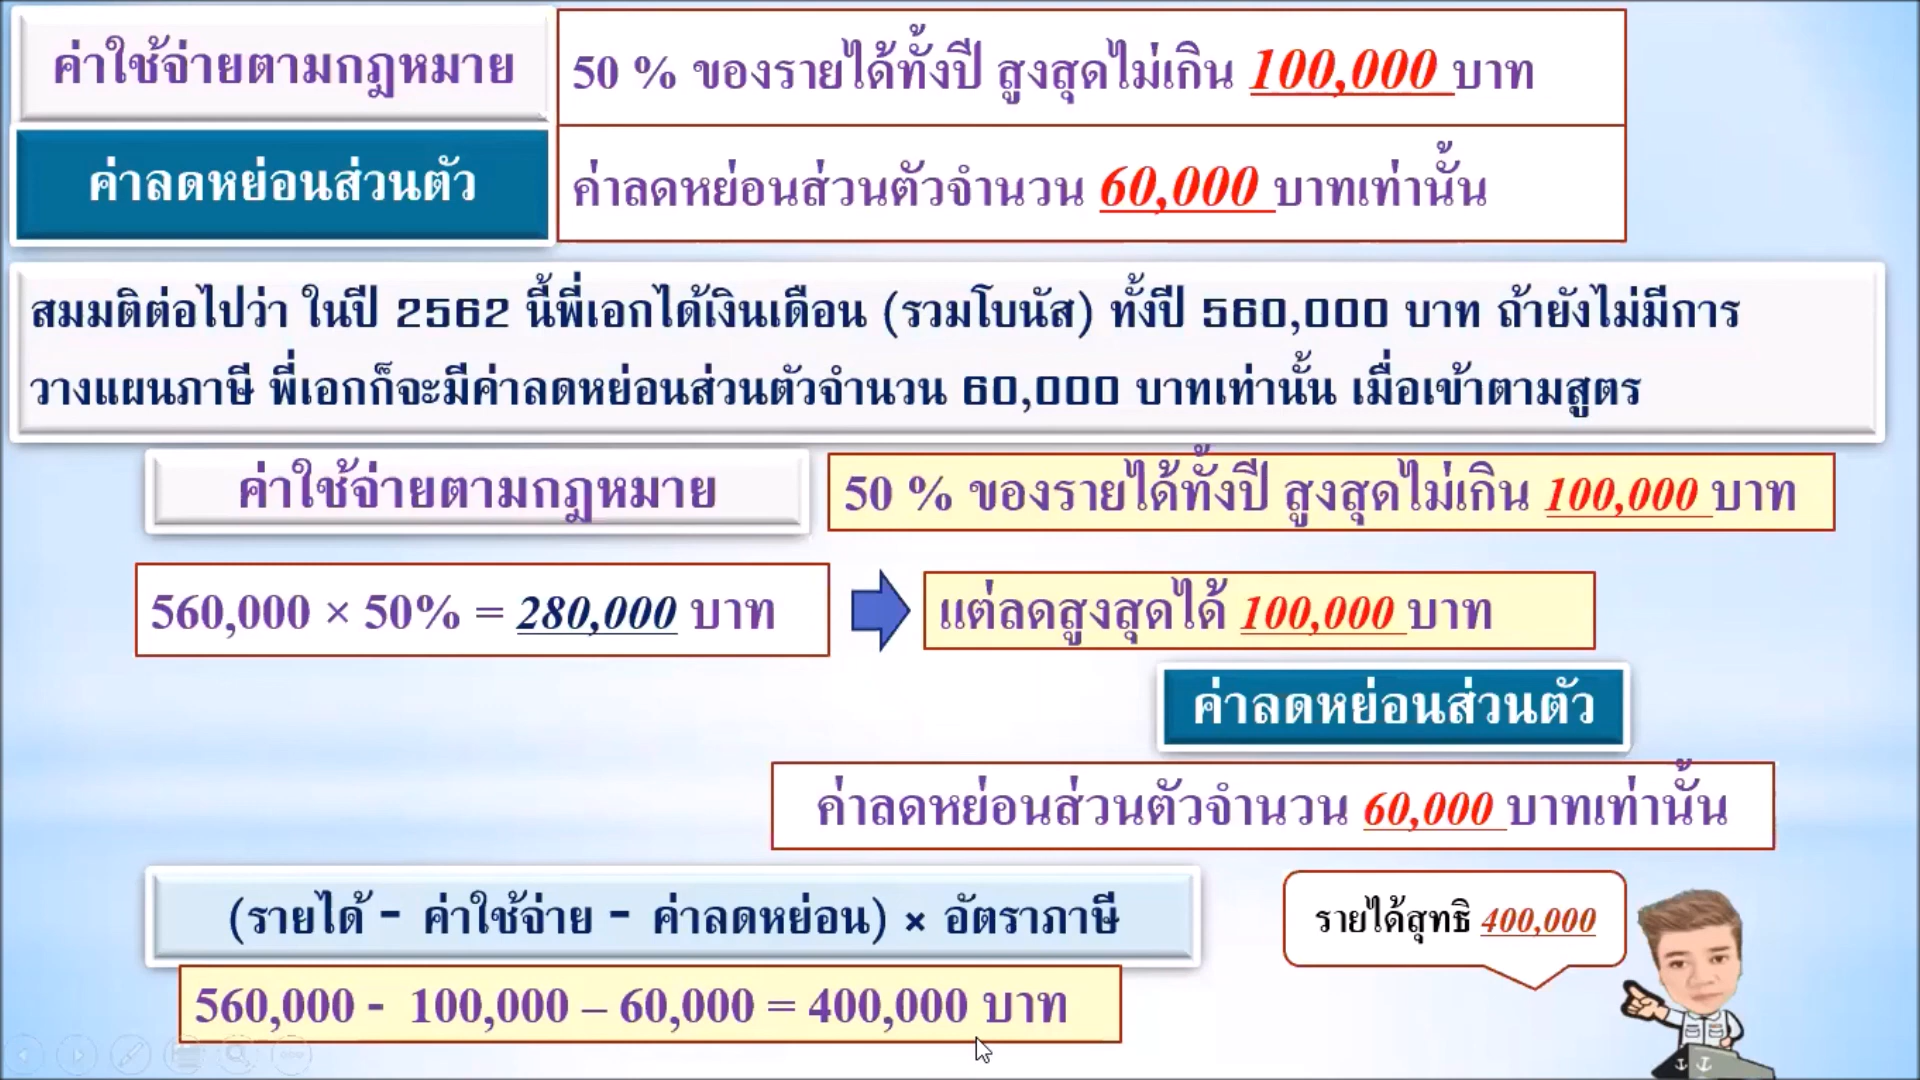 ค่าใช้จ่ายตามกฎหมาย
50 % ของรายได้ทั้งปี สูงสุดไม่เกิน 100,000 บาท
ค่าลดหย่อนส่วนตัว
ค่าลดหย่อนส่วนตัวจำนวน 60,000 บาทเท่านั้น
สมมติต่อไปว่า ในปี 2562 นี้พี่เอกได้เงินเดือน (รวมโบนัส) ทั้งปี 560,000 บาท ถ้ายังไม่มีการ
วางแผนภาษี พี่เอกก็จะมีค่าลดหย่อนส่วนตัวจำนวน 60,000 บาทเท่านั้น เมื่อเข้าตามสูตร
ค่าใช้จ่ายตามกฎหมาย
50 % ของรายได้ทั้งปี สูงสุดไม่เกิน 100,000 บาท
560,000 × 50% = 280,000 บาท
แต่ลดสูงสุดได้ 100,000 บาท
ค่าลดหย่อนส่วนตัว
ค่าลดหย่อนส่วนตัวจำนวน 60,000 บาทเท่านั้น
(รายได้ - ค่าใช้จ่าย - ค่าลดหย่อน) × อัตราภาษี
รายได้สุทธิ 400,000
560,000 - 100,000 – 60,000 = 400,000 บาท